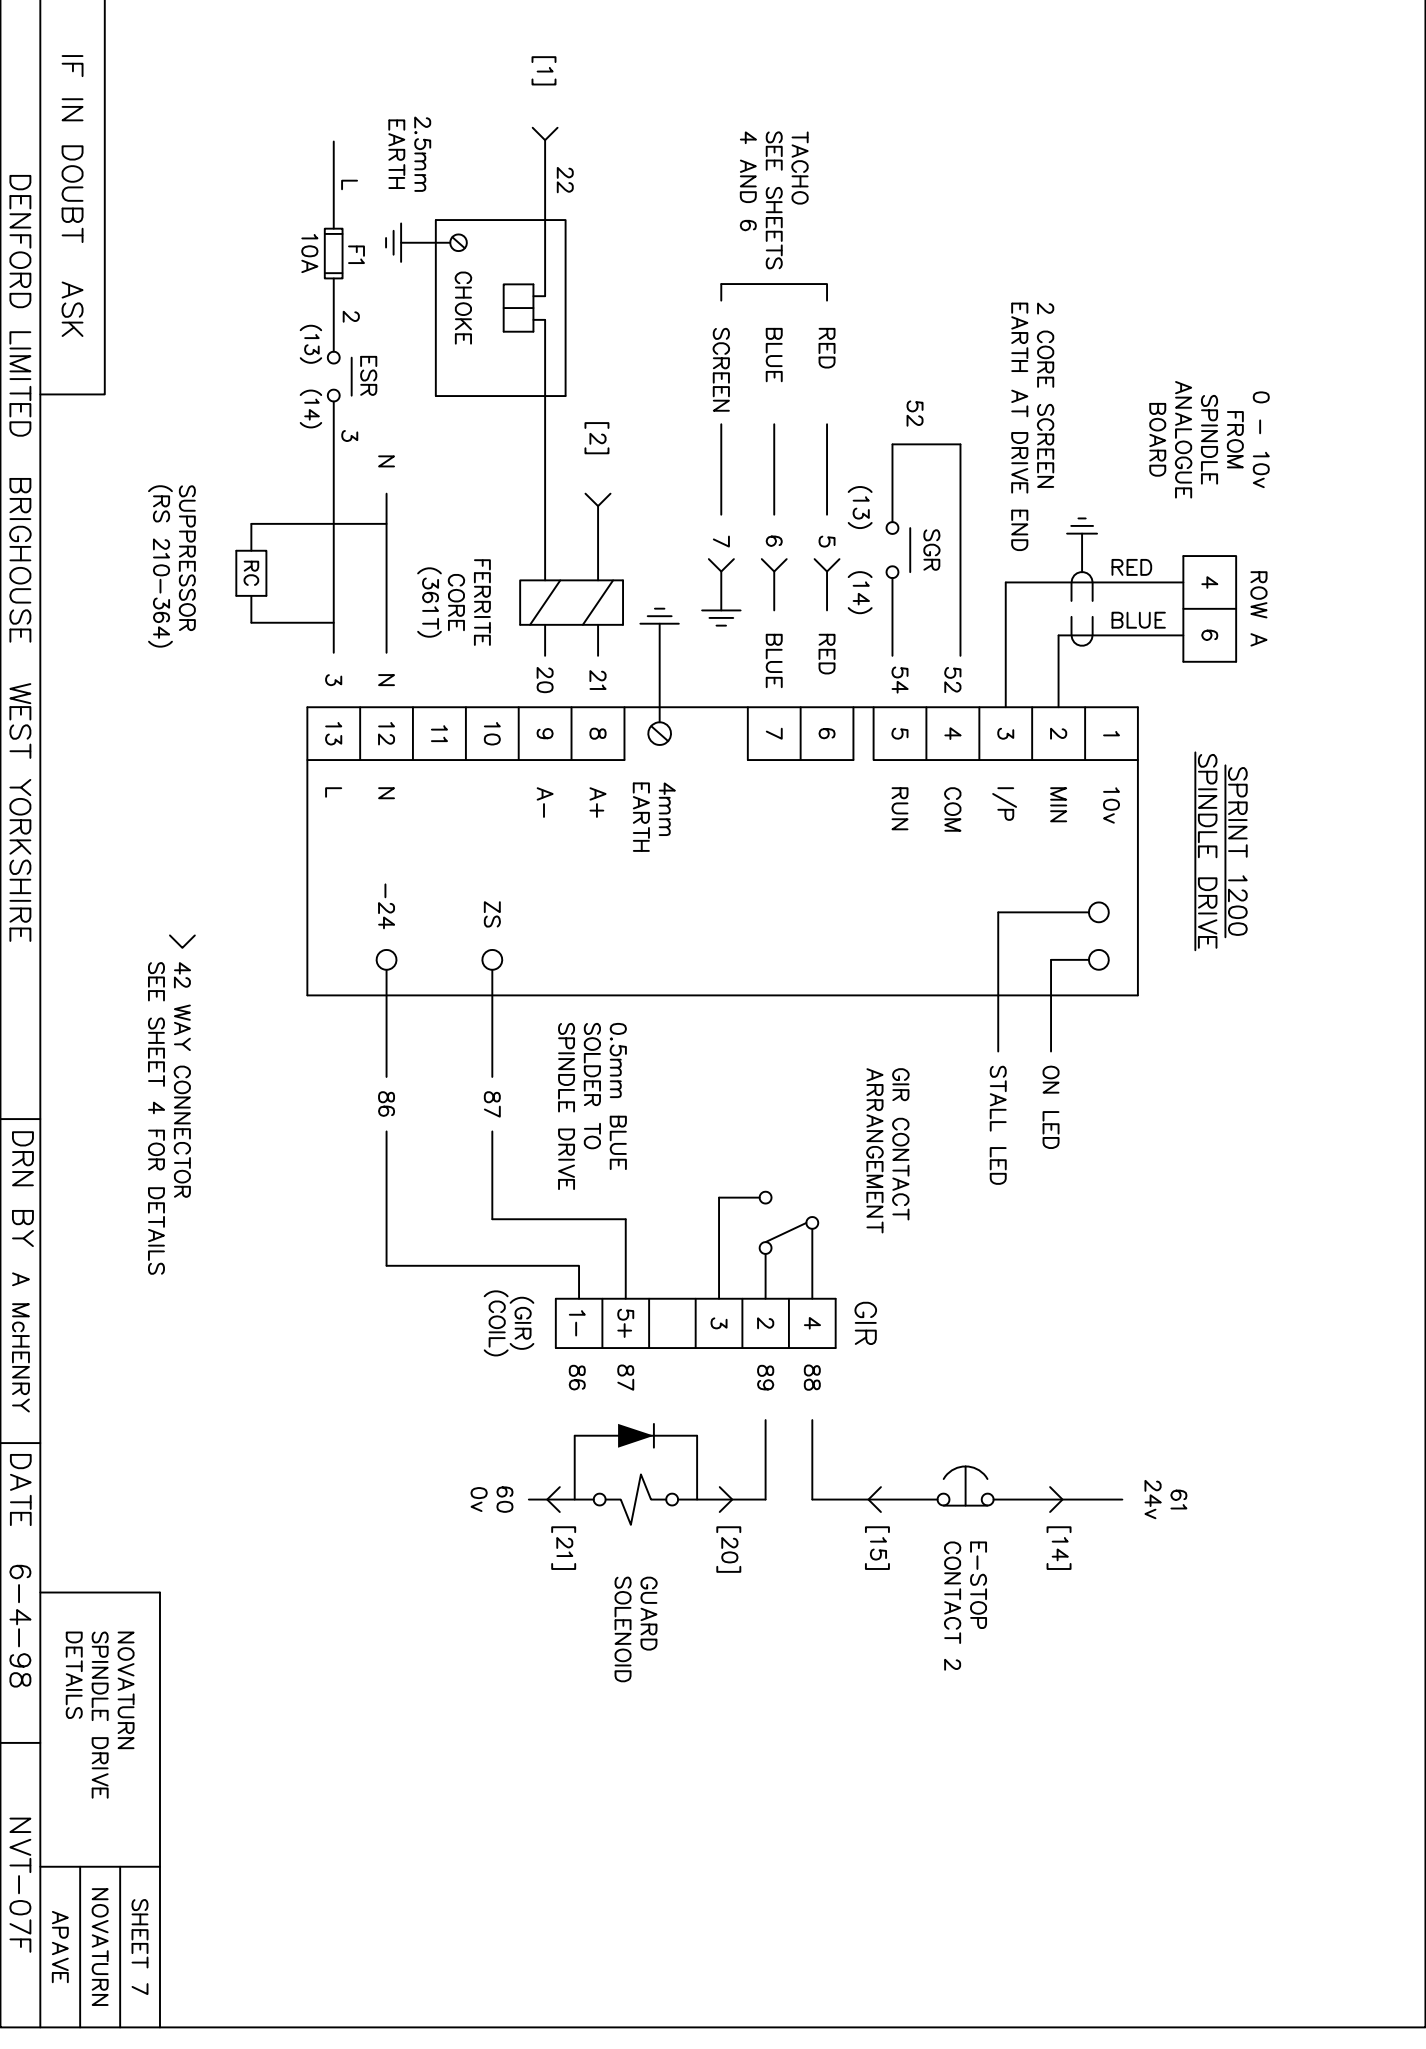 SPRINT 1200
SPINDLE DRIVE
0 - 10v
FROM
SPINDLE
ANALOGUE
BOARD
ROW A
4
6
RED
BLUE
2 CORE SCREEN
EARTH AT DRIVE END
52
SGR
(13)
(14)
52
54
TACHO
SEE SHEETS
4 AND 6
RED
BLUE
SCREEN
5
6
7
RED
BLUE
[1]
22
CHOKE
2.5mm
EARTH
[2]
FERRITE
CORE
(361T)
21
20
L
F1
10A
2
ESR
(13)
(14)
3
N
RC
SUPPRESSOR
(RS 210-364)
N
3
1
10v
2
MIN
3
I/P
4
COM
5
RUN
6
7
4mm
EARTH
8
A+
9
A-
10
11
12
N
13
L
ZS
-24
ON LED
STALL LED
GIR CONTACT
ARRANGEMENT
0.5mm BLUE
SOLDER TO
SPINDLE DRIVE
87
86
GIR
4
88
2
89
3
5+
87
1-
86
(GIR)
(COIL)
61
24v
[14]
E-STOP
CONTACT 2
[15]
[20]
GUARD
SOLENOID
[21]
60
0v
42 WAY CONNECTOR
SEE SHEET 4 FOR DETAILS
IF IN DOUBT ASK
NOVATURN
SPINDLE DRIVE
DETAILS
SHEET 7
NOVATURN
APAVE
DENFORD LIMITED BRIGHOUSE WEST YORKSHIRE
DRN BY A McHENRY
DATE 6-4-98
NVT-07F